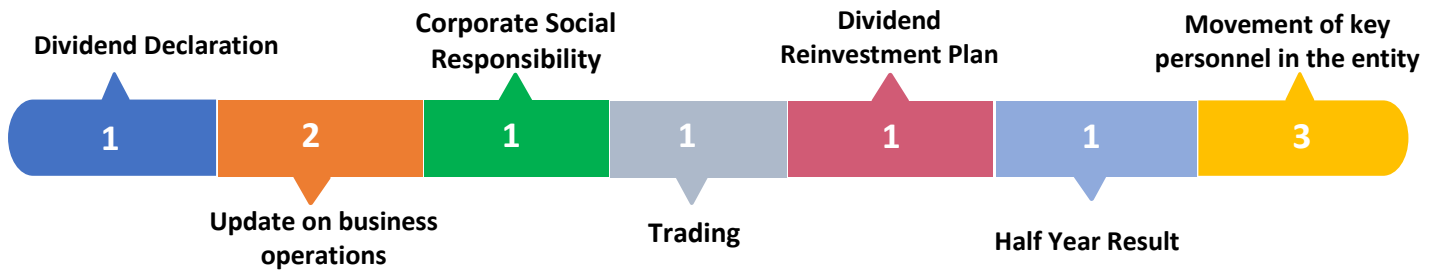 Dividend Declaration
Corporate Social
Responsibility
Dividend
Reinvestment Plan
Movement of key
personnel in the entity
1
2
1
1
1
1
3
Update on business
operations
Trading
Half Year Result